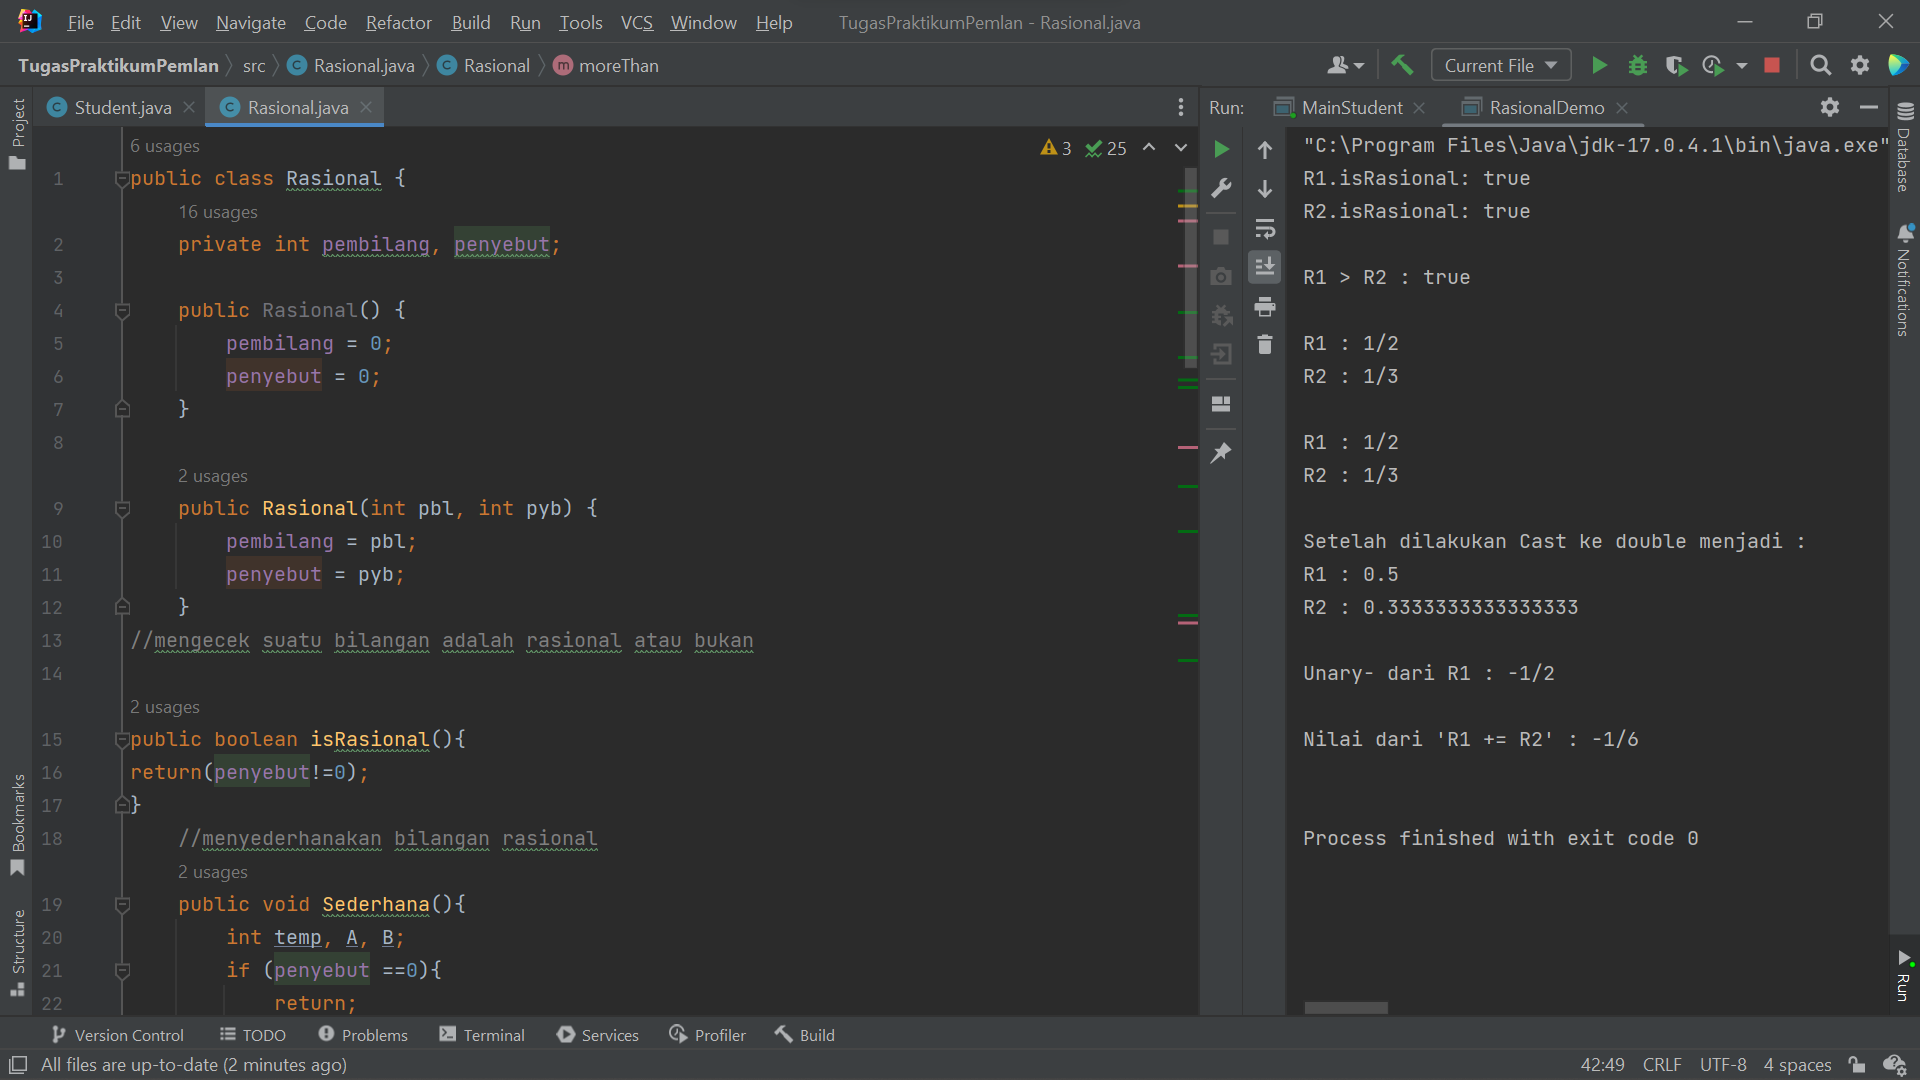 File Edit View Navigate Code Refactor Build Run Tools VCS Window Help TugasPraktikumPemlan - Rasional.java
TugasPraktikumPemlan src Rasional.java Rasional moreThan Current File
Project
Bookmarks
Structure
Student.java Rasional.java
3 25
6 usages
1 public class Rasional {
16 usages
2 private int pembilang, penyebut;
3
4 public Rasional() {
5 pembilang = 0;
6 penyebut = 0;
7 }
8
2 usages
9 public Rasional(int pbl, int pyb) {
10 pembilang = pbl;
11 penyebut = pyb;
12 }
13 //mengecek suatu bilangan adalah rasional atau bukan
14
2 usages
15 public boolean isRasional(){
16 return(penyebut!=0);
17 }
18 //menyederhanakan bilangan rasional
2 usages
19 public void Sederhana(){
20 int temp, A, B;
21 if (penyebut ==0){
22 return;
Run: MainStudent RasionalDemo
"C:\Program Files\Java\jdk-17.0.4.1\bin\java.exe"
R1.isRasional: true
R2.isRasional: true
R1 > R2 : true
R1 : 1/2
R2 : 1/3
R1 : 1/2
R2 : 1/3
Setelah dilakukan Cast ke double menjadi :
R1 : 0.5
R2 : 0.3333333333333333
Unary- dari R1 : -1/2
Nilai dari 'R1 += R2' : -1/6
Process finished with exit code 0
Database
Notifications
Run
Version Control TODO Problems Terminal Services Profiler Build
All files are up-to-date (2 minutes ago) 42:49 CRLF UTF-8 4 spaces